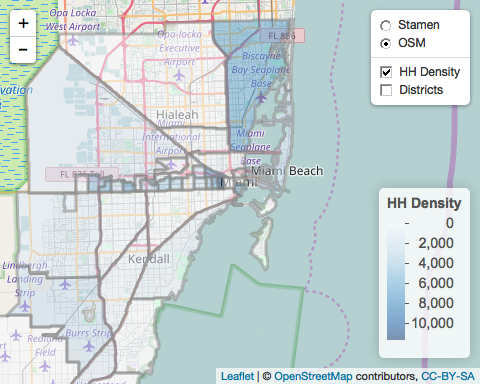 +
−
Opa Locka
West Airport
Opa-locka
Executive
Airport
FL 886
Biscayne
Bay Seaplane
Base
Hialeah
Miami
International
Airport
Miami
Seaplane
Base
FL 836 Toll
Miami
Miami Beach
Kendall
Lindbergh
Landing
Strip
Burrs Strip
Redland
Field
Homestead
Stamen
OSM
HH Density
Districts
HH Density
0
2,000
4,000
6,000
8,000
10,000
Leaflet | © OpenStreetMap contributors, CC-BY-SA